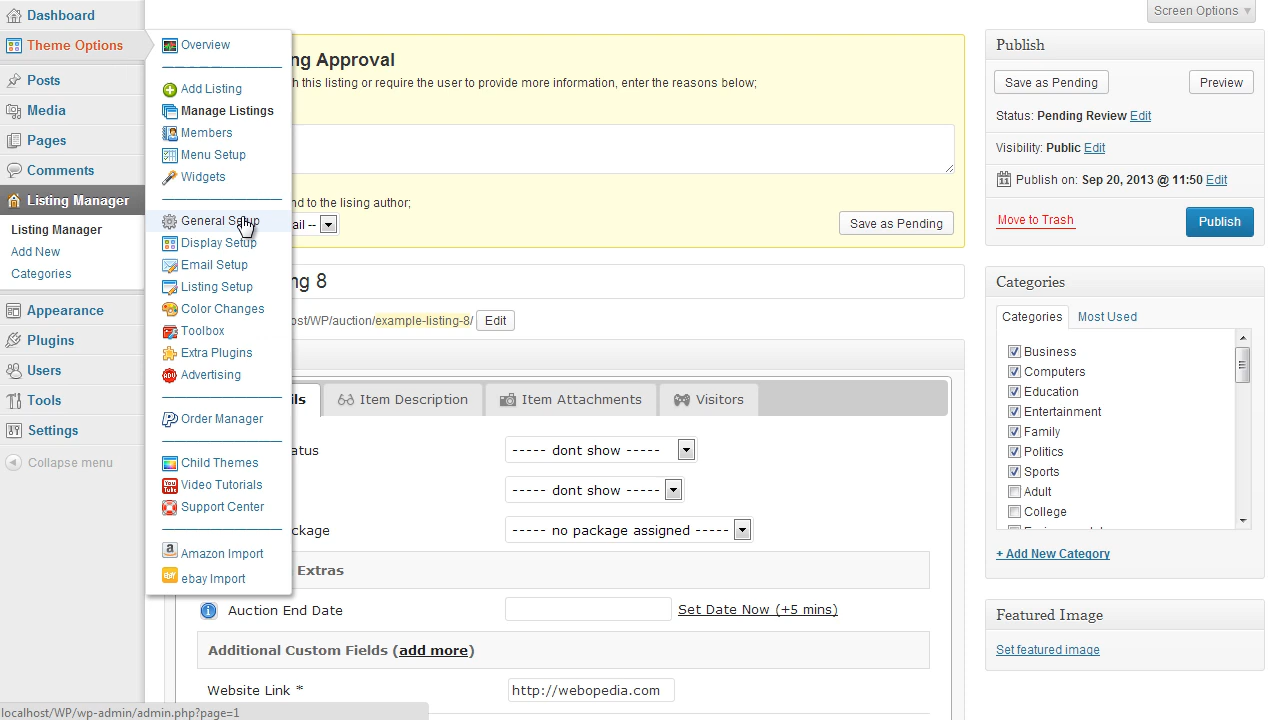 Dashboard
Theme Options
Posts
Media
Pages
Comments
Listing Manager
Listing Manager
Add New
Categories
Appearance
Plugins
Users
Tools
Settings
Collapse menu
Overview
Add Listing
Manage Listings
Members
Menu Setup
Widgets
General Setup
Display Setup
Email Setup
Listing Setup
Color Changes
Toolbox
Extra Plugins
Advertising
Order Manager
Child Themes
Video Tutorials
Support Center
Amazon Import
ebay Import
Screen Options
ng Approval
h this listing or require the user to provide more information, enter the reasons below;
nd to the lising author;
ail --
Save as Pending
ng 8
ost/WP/auction/example-listing-8/ Edit
ls
Item Description
Item Attachments
Visitors
atus
----- dont show -----
----- dont show -----
ckage
----- no package assigned -----
Extras
Auction End Date
Set Date Now (+5 mins)
Additional Custom Fields (add more)
Website Link *
http://webopedia.com
Publish
Save as Pending
Preview
Status: Pending Review Edit
Visibility: Public Edit
Publish on: Sep 20, 2013 @ 11:50 Edit
Move to Trash
Publish
Categories
Categories
Most Used
Business
Computers
Education
Entertainment
Family
Politics
Sports
Adult
College
+ Add New Category
Featured Image
Set featured image
localhost/WP/wp-admin/admin.php?page=1